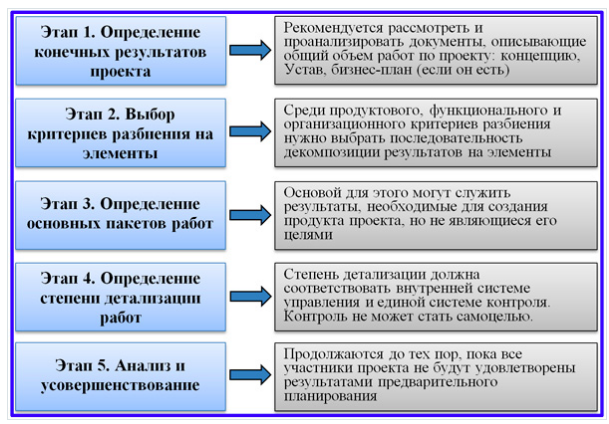 Этап 1. Определение
конечных результатов
проекта
Рекомендуется рассмотреть и
проанализировать документы, описывающие
общий объем работ по проекту: концепцию,
Устав, бизнес-план (если он есть)
Этап 2. Выбор
критериев разбиения на
элементы
Среди продуктового, функционального и
организационного критериев разбиения
нужно выбрать последовательность
декомпозиции результатов на элементы
Этап 3. Определение
основных пакетов работ
Основой для этого могут служить
результаты, необходимые для создания
продукта проекта, но не являющиеся его
целями
Этап 4. Определение
степени детализации
работ
Степень детализации должна
соответствовать внутренней системе
управления и единой системе контроля.
Контроль не может стать самоцелью.
Этап 5. Анализ и
усовершенствование
Продолжаются до тех пор, пока все
участники проекта не будут удовлетворены
результатами предварительного
планирования